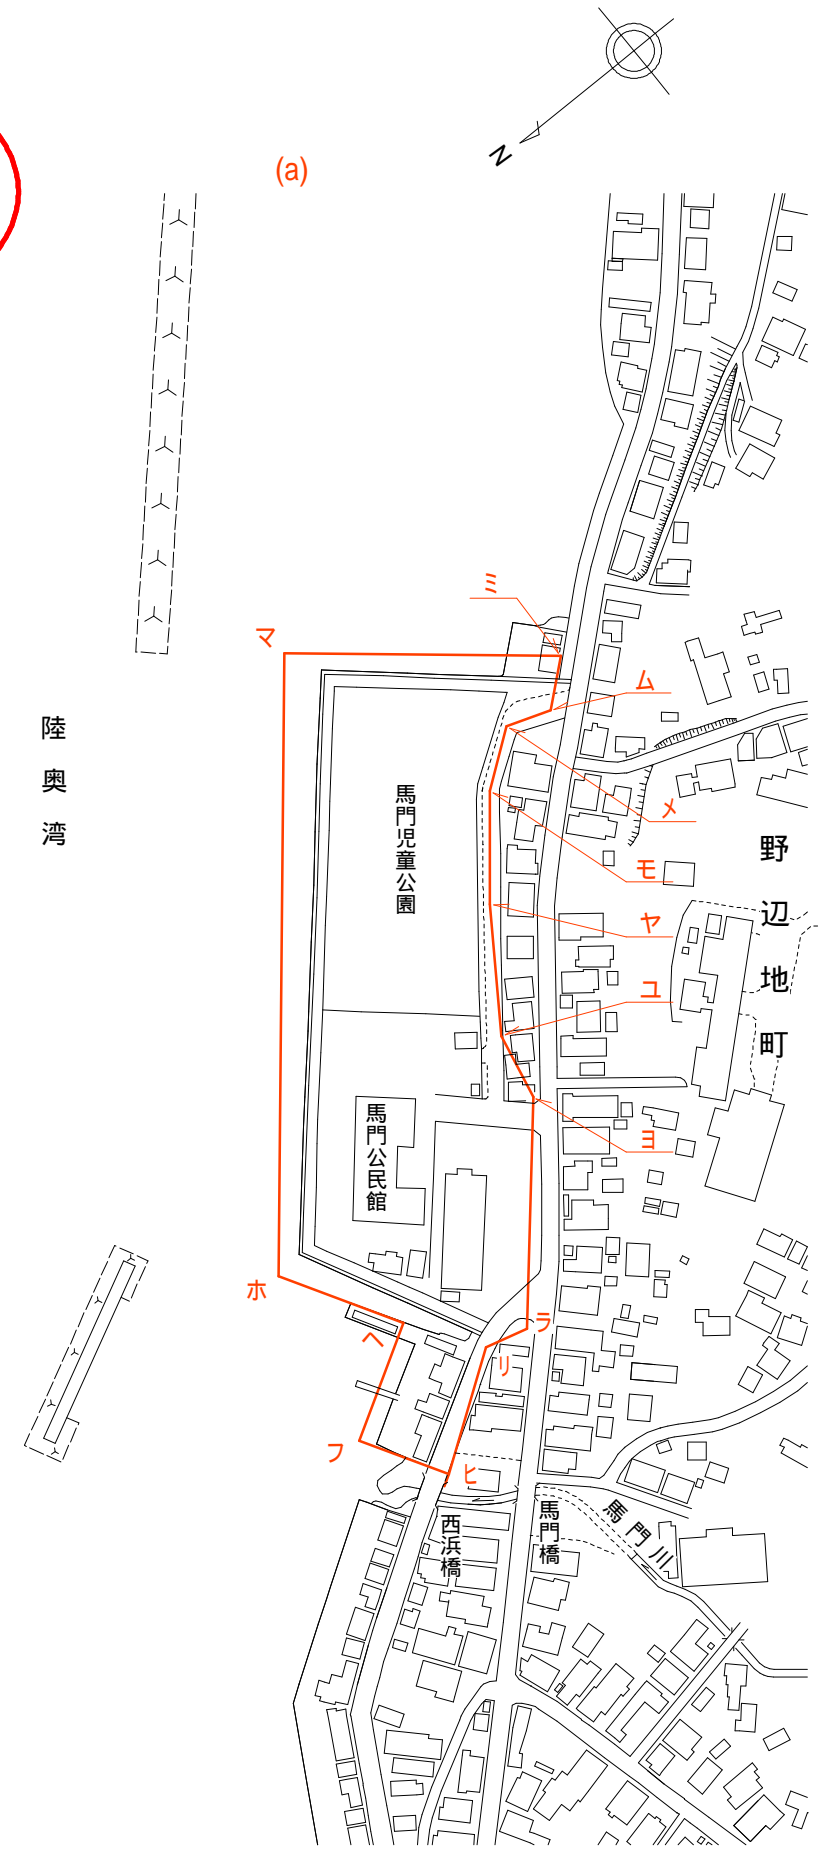 N
(a)
ミ
マ
ム
陸奥湾
馬門児童公園
メ
野辺地町
モ
ヤ
ユ
馬門公民館
ヨ
ホ
ラ
ヘ
リ
フ
ヒ
西浜橋
馬門橋
馬門川